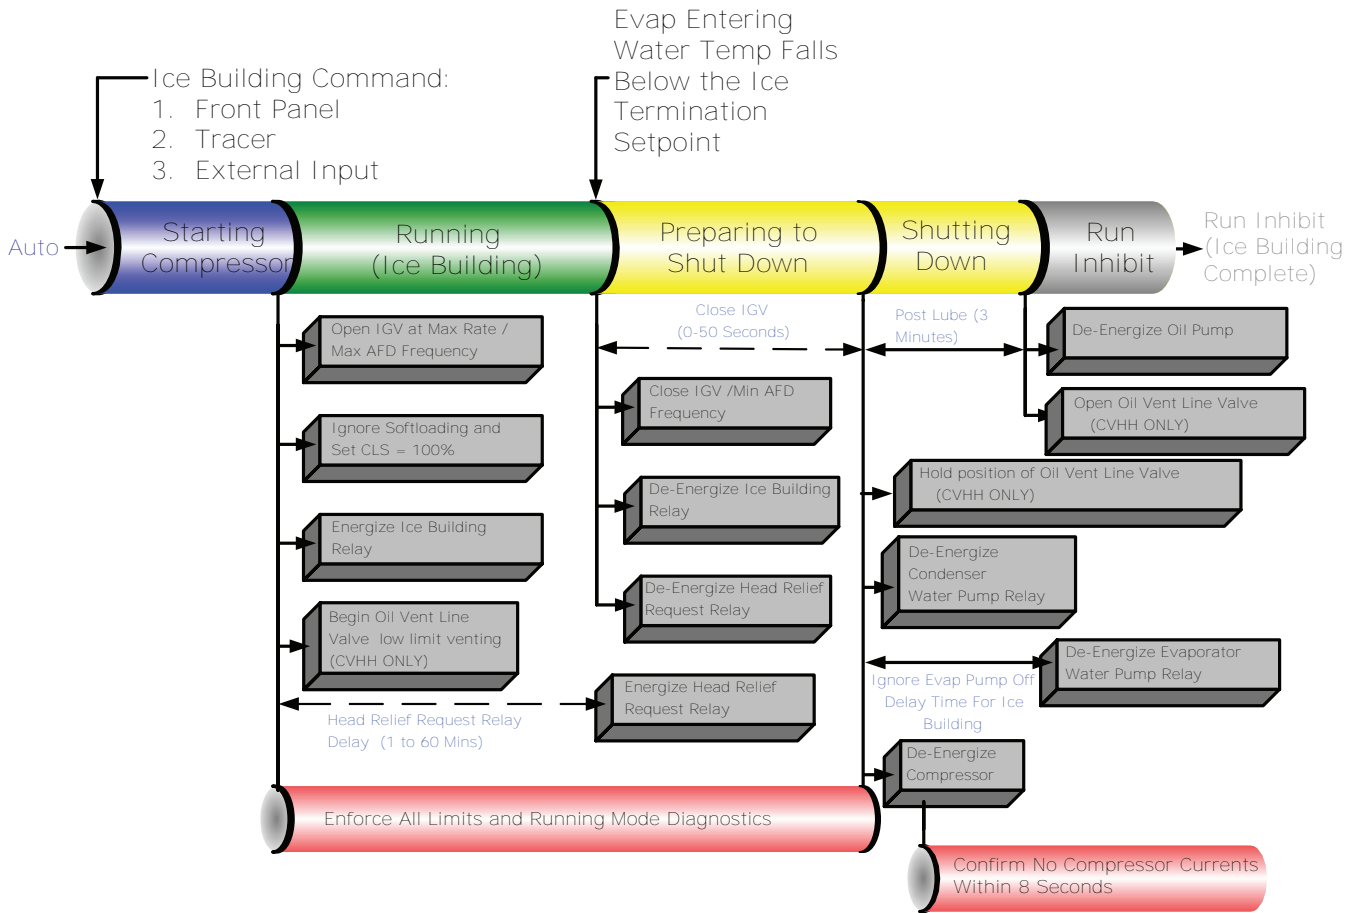 Ice Building Command:
1. Front Panel
2. Tracer
3. External Input
Evap Entering
Water Temp Falls
Below the Ice
Termination
Setpoint
Auto
Starting
Compressor
Running
(Ice Building)
Preparing to
Shut Down
Shutting
Down
Run
Inhibit
Run Inhibit
(Ice Building
Complete)
Open IGV at Max Rate /
Max AFD Frequency
Ignore Softloading and
Set CLS = 100%
Energize Ice Building
Relay
Begin Oil Vent Line
Valve low limit venting
(CVHH ONLY)
Head Relief Request Relay
Delay (1 to 60 Mins)
Close IGV
(0-50 Seconds)
Close IGV /Min AFD
Frequency
De-Energize Ice Building
Relay
De-Energize Head Relief
Request Relay
Energize Head Relief
Request Relay
Post Lube (3
Minutes)
De-Energize Oil Pump
Open Oil Vent Line Valve
(CVHH ONLY)
Hold position of Oil Vent Line Valve
(CVHH ONLY)
De-Energize
Condenser
Water Pump Relay
De-Energize Evaporator
Water Pump Relay
Ignore Evap Pump Off
Delay Time For Ice
Building
De-Energize
Compressor
Enforce All Limits and Running Mode Diagnostics
Confirm No Compressor Currents
Within 8 Seconds